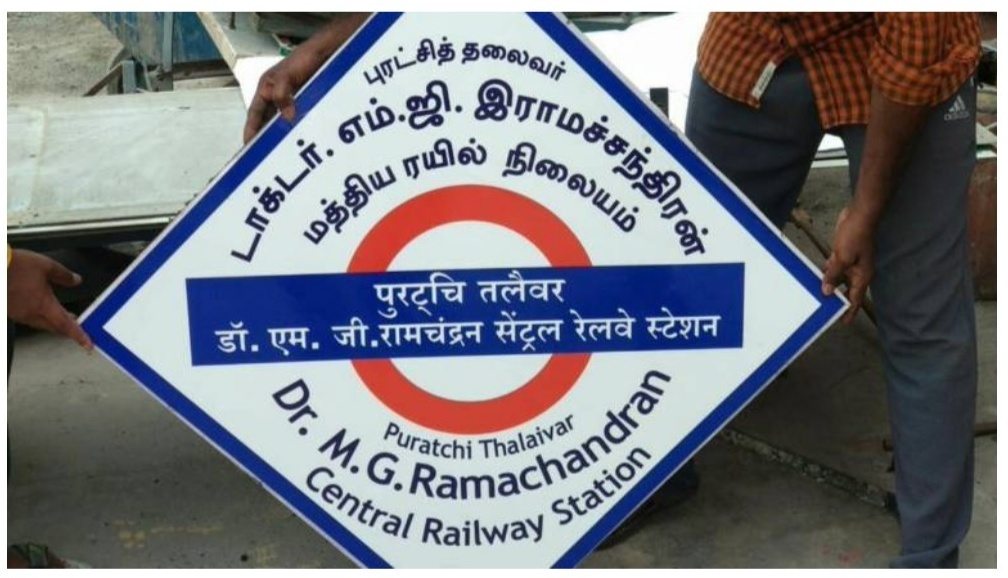 புரட்சித் தலைவர்
டாக்டர். எம்.ஜி. இராமச்சந்திரன்
மத்திய ரயில் நிலையம்
पुरट्चि तलैवर
डॉ. एम. जी.रामचंद्रन सेंट्रल रेलवे स्टेशन
Puratchi Thalaivar
Dr. M.G.Ramachandran
Central Railway Station
adidas